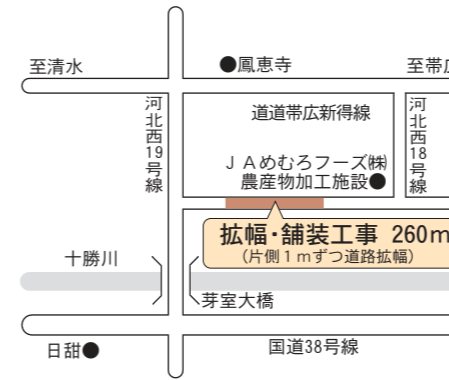 至清水
●鳳恵寺
至帯広
河北西19号線
道道帯広新得線
河北西18号線
ＪＡめむろフーズ㈱
農産物加工施設●
拡幅・舗装工事 260m
(片側１ｍずつ道路拡幅)
十勝川
芽室大橋
日甜●
国道38号線